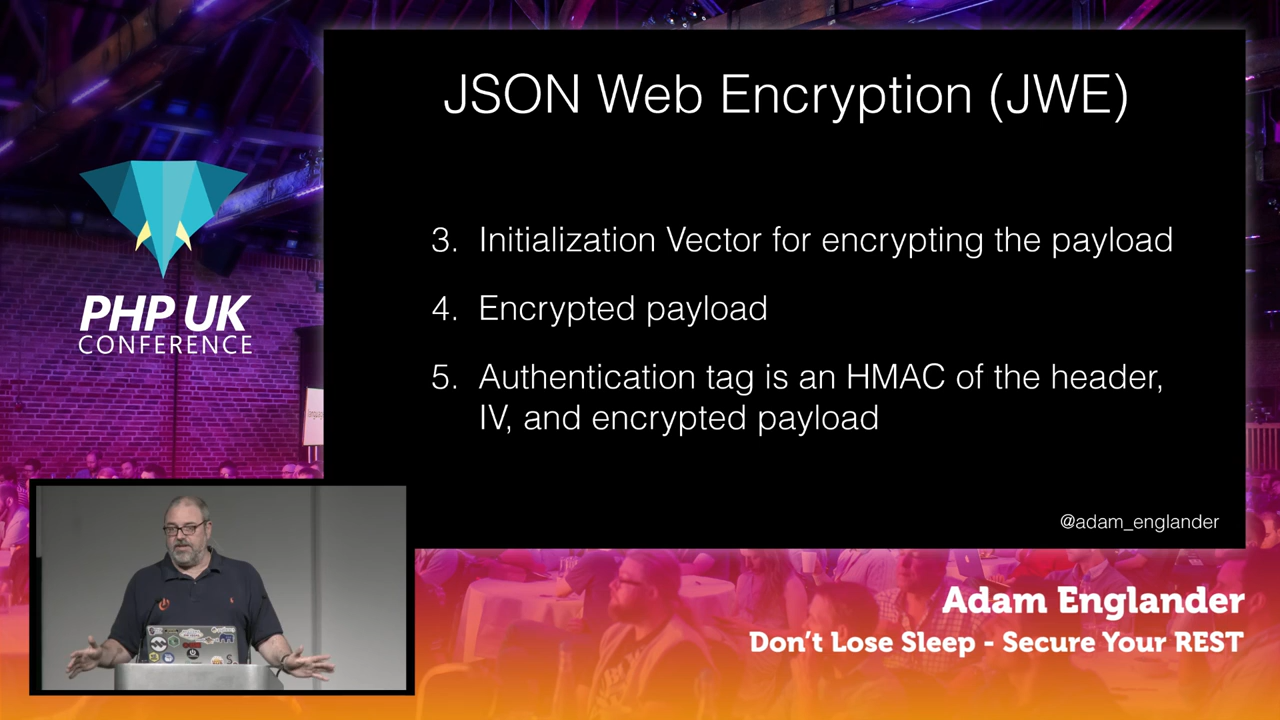 JSON Web Encryption (JWE)
3. Initialization Vector for encrypting the payload
4. Encrypted payload
5. Authentication tag is an HMAC of the header,
IV, and encrypted payload
@adam_englander
PHP UK
CONFERENCE
Adam Englander
Don't Lose Sleep - Secure Your REST